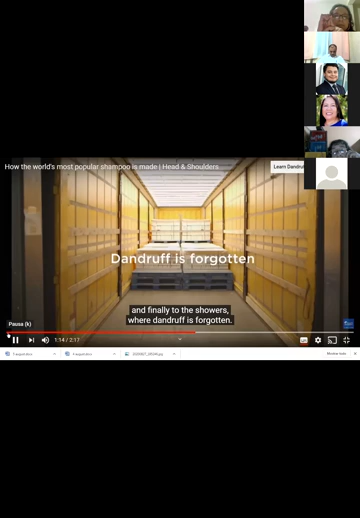 How the world's most popular shampoo is made | Head & Shoulders
Learn Dandruf
Dandruff is forgotten
and finally to the showers,
where dandruff is forgotten.
Pausa (k)
1:14 / 2:17